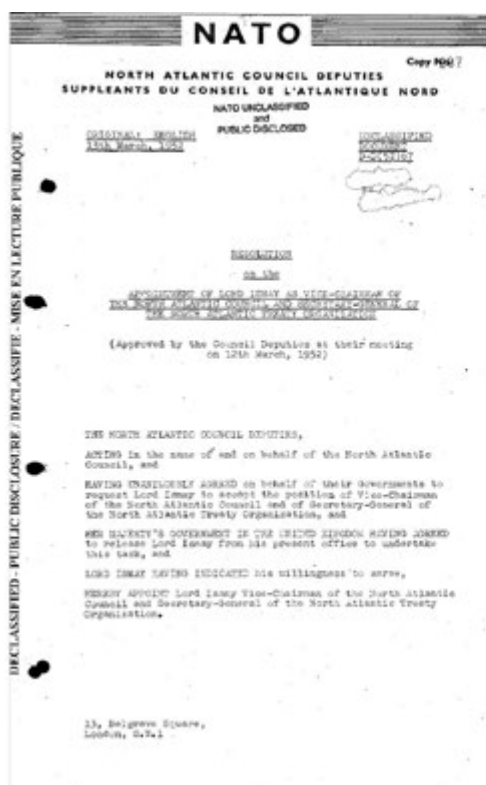 NATO
Copy
NORTH ATLANTIC COUNCIL DEPUTIES
SUPPLEANTS DU CONSEIL DE L'ATLANTIQUE NORD
NATO UNCLASSIFIED
and
PUBLIC DISCLOSED
ORIGINAL: ENGLISH
March, 1952
DOCUMENT
RESOLUTION
on the
APPOINTMENT OF LORD ISMAY AS VICE-CHAIRMAN OF
THE NORTH ATLANTIC COUNCIL AND SECRETARY-GENERAL OF
THE NORTH ATLANTIC TREATY ORGANISATION
(Approved by the Council Deputies at their meeting
on 12th March, 1952)
THE NORTH ATLANTIC COUNCIL DEPUTIES,
ACTING in the name of and on behalf of the North Atlantic
Council, and
HAVING UNANIMOUSLY AGREED on behalf of their Governments to
request Lord Ismay to accept the position of Vice-Chairman
of the North Atlantic Council and of Secretary-General of
the North Atlantic Treaty Organisation, and
HER MAJESTY'S GOVERNMENT IN THE UNITED KINGDOM HAVING AGREED
to release Lord Ismay from his present office to undertake
this task, and
LORD ISMAY HAVING INDICATED his willingness to serve,
HEREBY APPOINT Lord Ismay Vice-Chairman of the North Atlantic
Council and Secretary-General of the North Atlantic Treaty
Organisation.
13, Belgrave Square,
London, S.W.1
DECLASSIFIED - PUBLIC DISCLOSURE / DECLASSIFIE - MISE EN LECTURE PUBLIQUE